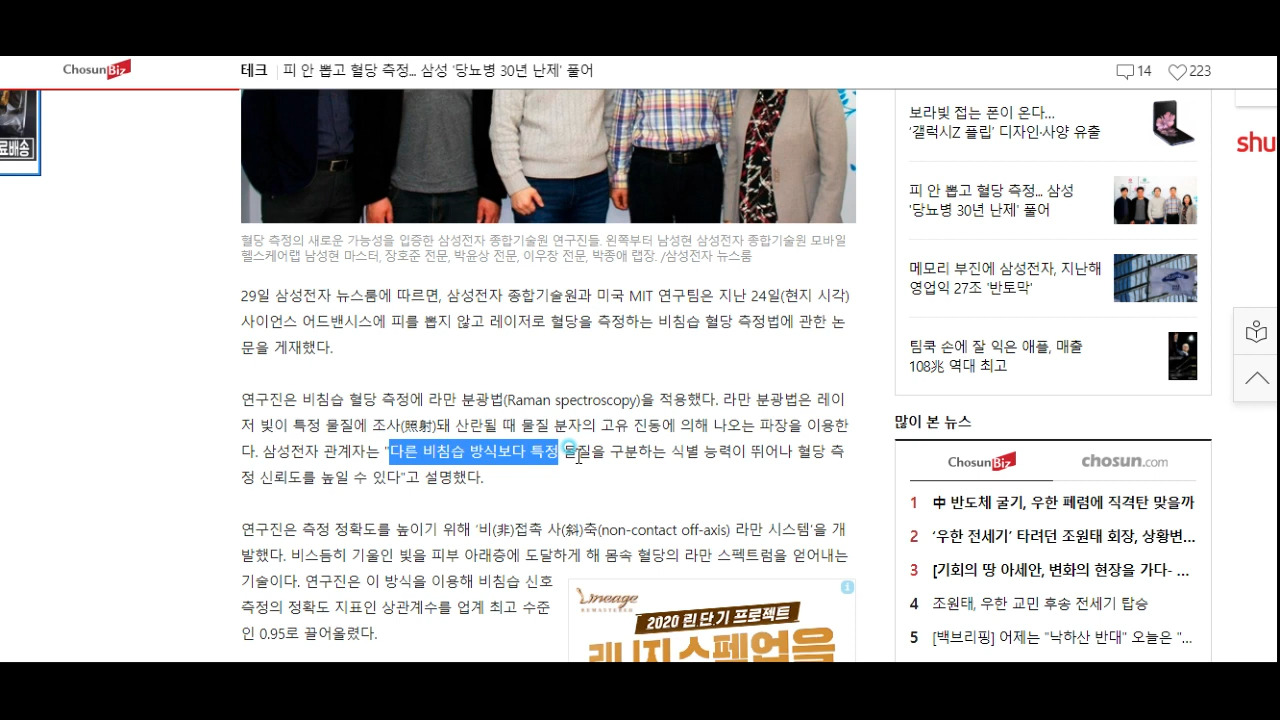 ChosunBiz
테크 피 안 뽑고 혈당 측정... 삼성 '당뇨병 30년 난제' 풀어
14 223
료배송
혈당 측정의 새로운 가능성을 입증한 삼성전자 종합기술원 연구진들. 왼쪽부터 남성현 삼성전자 종합기술원 모바일
헬스케어랩 남성현 마스터, 장호준 전문, 박윤상 전문, 이우창 전문, 박종애 랩장. /삼성전자 뉴스룸
29일 삼성전자 뉴스룸에 따르면, 삼성전자 종합기술원과 미국 MIT 연구팀은 지난 24일(현지 시각)
사이언스 어드밴시스에 피를 뽑지 않고 레이저로 혈당을 측정하는 비침습 혈당 측정법에 관한 논
문을 게재했다.
연구진은 비침습 혈당 측정에 라만 분광법(Raman spectroscopy)을 적용했다. 라만 분광법은 레이
저 빛이 특정 물질에 조사(照射)돼 산란될 때 물질 분자의 고유 진동에 의해 나오는 파장을 이용한
다. 삼성전자 관계자는 "다른 비침습 방식보다 특정 물질을 구분하는 식별 능력이 뛰어나 혈당 측
정 신뢰도를 높일 수 있다"고 설명했다.
연구진은 측정 정확도를 높이기 위해 '비(非)접촉 사(斜)축(non-contact off-axis) 라만 시스템'을 개
발했다. 비스듬히 기울인 빛을 피부 아래층에 도달하게 해 몸속 혈당의 라만 스펙트럼을 얻어내는
기술이다. 연구진은 이 방식을 이용해 비침습 신호
측정의 정확도 지표인 상관계수를 업계 최고 수준
인 0.95로 끌어올렸다.
Lineage
REMASTERED
2020 린 단 기 프로젝트
리니지 스펙업을
보라빛 접는 폰이 온다...
'갤럭시Z 플립' 디자인·사양 유출
피 안 뽑고 혈당 측정... 삼성
'당뇨병 30년 난제' 풀어
메모리 부진에 삼성전자, 지난해
영업익 27조 '반토막'
팀쿡 손에 잘 익은 애플, 매출
108兆 역대 최고
많이 본 뉴스
ChosunBiz chosun.com
1 中 반도체 굴기, 우한 폐렴에 직격탄 맞을까
2 '우한 전세기' 타려던 조원태 회장, 상황변...
3 [기회의 땅 아세안, 변화의 현장을 가다- ...
4 조원태, 우한 교민 후송 전세기 탑승
5 [백브리핑] 어제는 "낙하산 반대" 오늘은 "...
shu